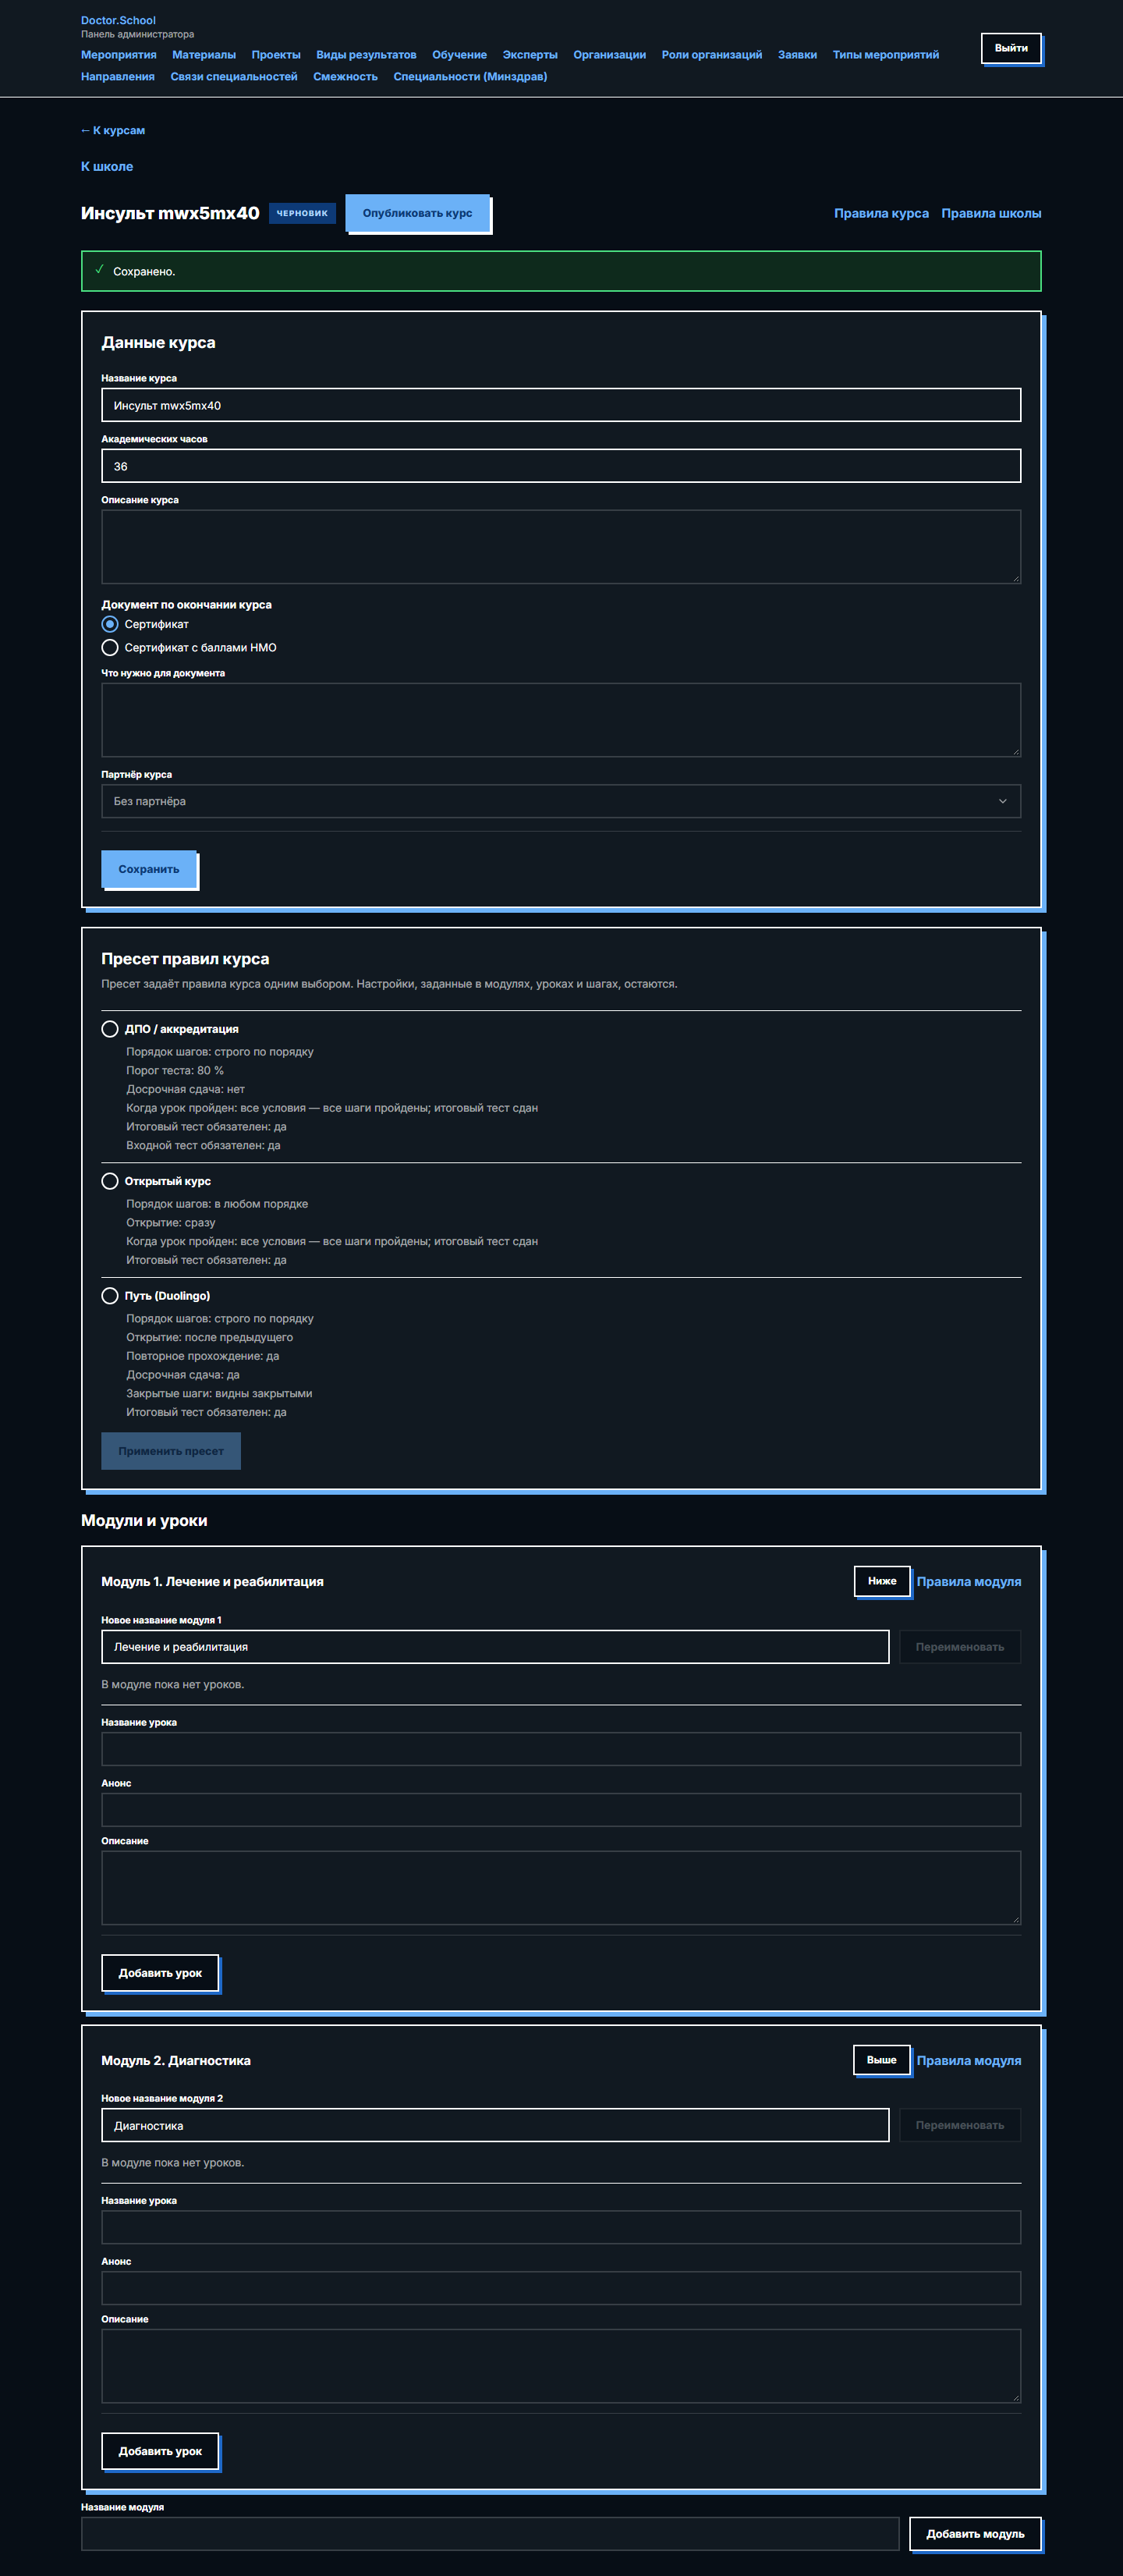 Doctor.School
Панель администратора
Мероприятия Материалы Проекты Виды результатов Обучение Эксперты Организации Роли организаций Заявки Типы мероприятий
Направления Связи специальностей Смежность Специальности (Минздрав)
Выйти
← К курсам
К школе
Инсульт mwx5mx40 ЧЕРНОВИК Опубликовать курс Правила курса Правила школы
✓ Сохранено.
Данные курса
Название курса
Инсульт mwx5mx40
Академических часов
36
Описание курса
Документ по окончании курса
Сертификат
Сертификат с баллами НМО
Что нужно для документа
Партнёр курса
Без партнёра
Сохранить
Пресет правил курса
Пресет задаёт правила курса одним выбором. Настройки, заданные в модулях, уроках и шагах, остаются.
ДПО / аккредитация
Порядок шагов: строго по порядку
Порог теста: 80 %
Досрочная сдача: нет
Когда урок пройден: все условия — все шаги пройдены; итоговый тест сдан
Итоговый тест обязателен: да
Входной тест обязателен: да
Открытый курс
Порядок шагов: в любом порядке
Открытие: сразу
Когда урок пройден: все условия — все шаги пройдены; итоговый тест сдан
Итоговый тест обязателен: да
Путь (Duolingo)
Порядок шагов: строго по порядку
Открытие: после предыдущего
Повторное прохождение: да
Досрочная сдача: да
Закрытые шаги: видны закрытыми
Итоговый тест обязателен: да
Применить пресет
Модули и уроки
Модуль 1. Лечение и реабилитация Ниже Правила модуля
Новое название модуля 1
Лечение и реабилитация Переименовать
В модуле пока нет уроков.
Название урока
Анонс
Описание
Добавить урок
Модуль 2. Диагностика Выше Правила модуля
Новое название модуля 2
Диагностика Переименовать
В модуле пока нет уроков.
Название урока
Анонс
Описание
Добавить урок
Название модуля
Добавить модуль